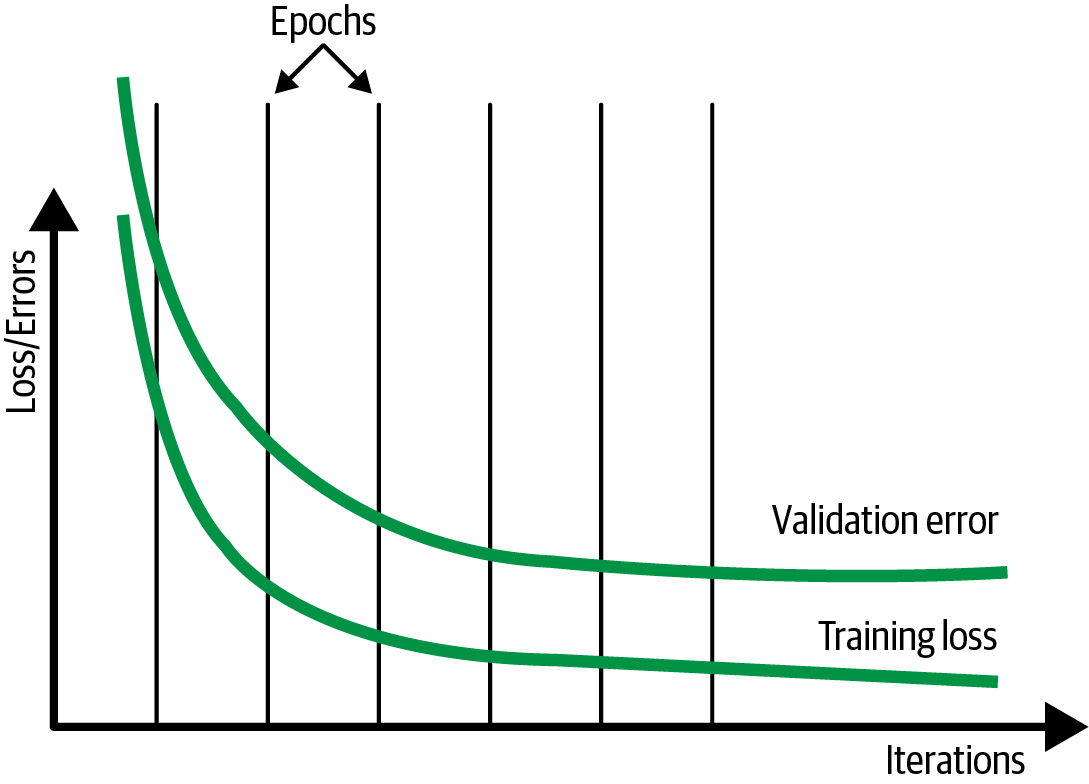 Epochs
Loss/Errors
Validation error
Training loss
Iterations